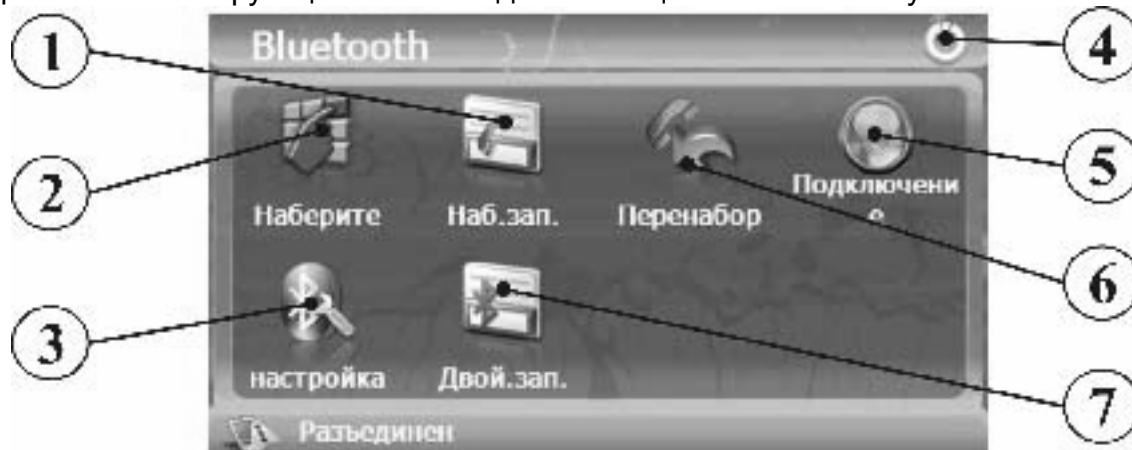 1
4
Bluetooth
2
5
Наберите
Наб.зап.
Перенабор
Подключени
е
3
6
настройка
Двой.зап.
7
Разъединен